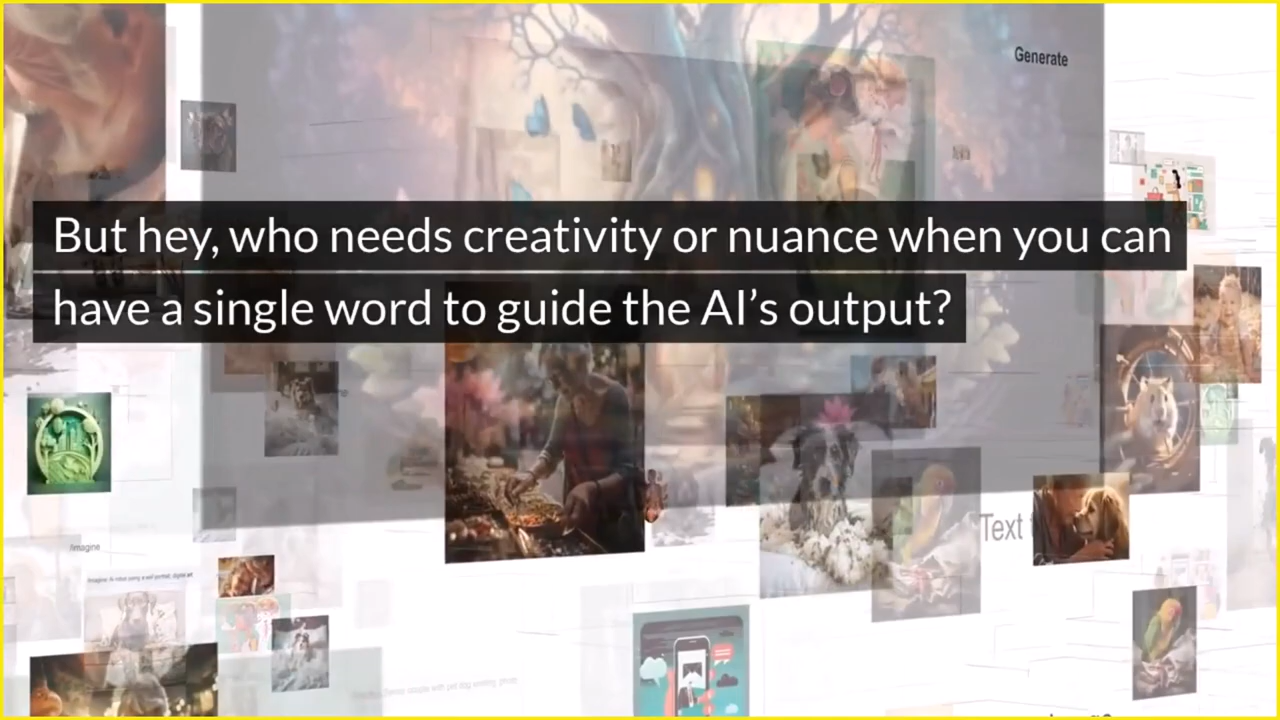 Generate
But hey, who needs creativity or nuance when you can
have a single word to guide the AI’s output?
Text
/imagine